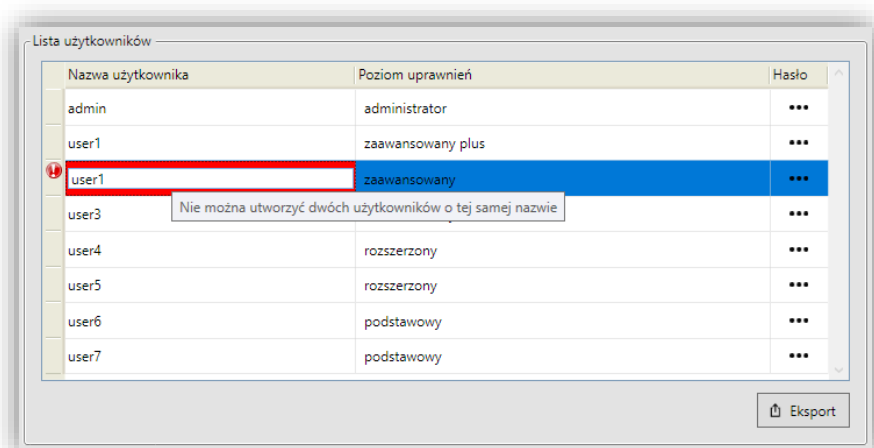 Lista użytkowników
Nazwa użytkownika Poziom uprawnień Hasło
admin administrator •••
user1 zaawansowany plus •••
user1 zaawansowany •••
Nie można utworzyć dwóch użytkowników o tej samej nazwie
user3 •••
user4 rozszerzony •••
user5 rozszerzony •••
user6 podstawowy •••
user7 podstawowy •••
Eksport